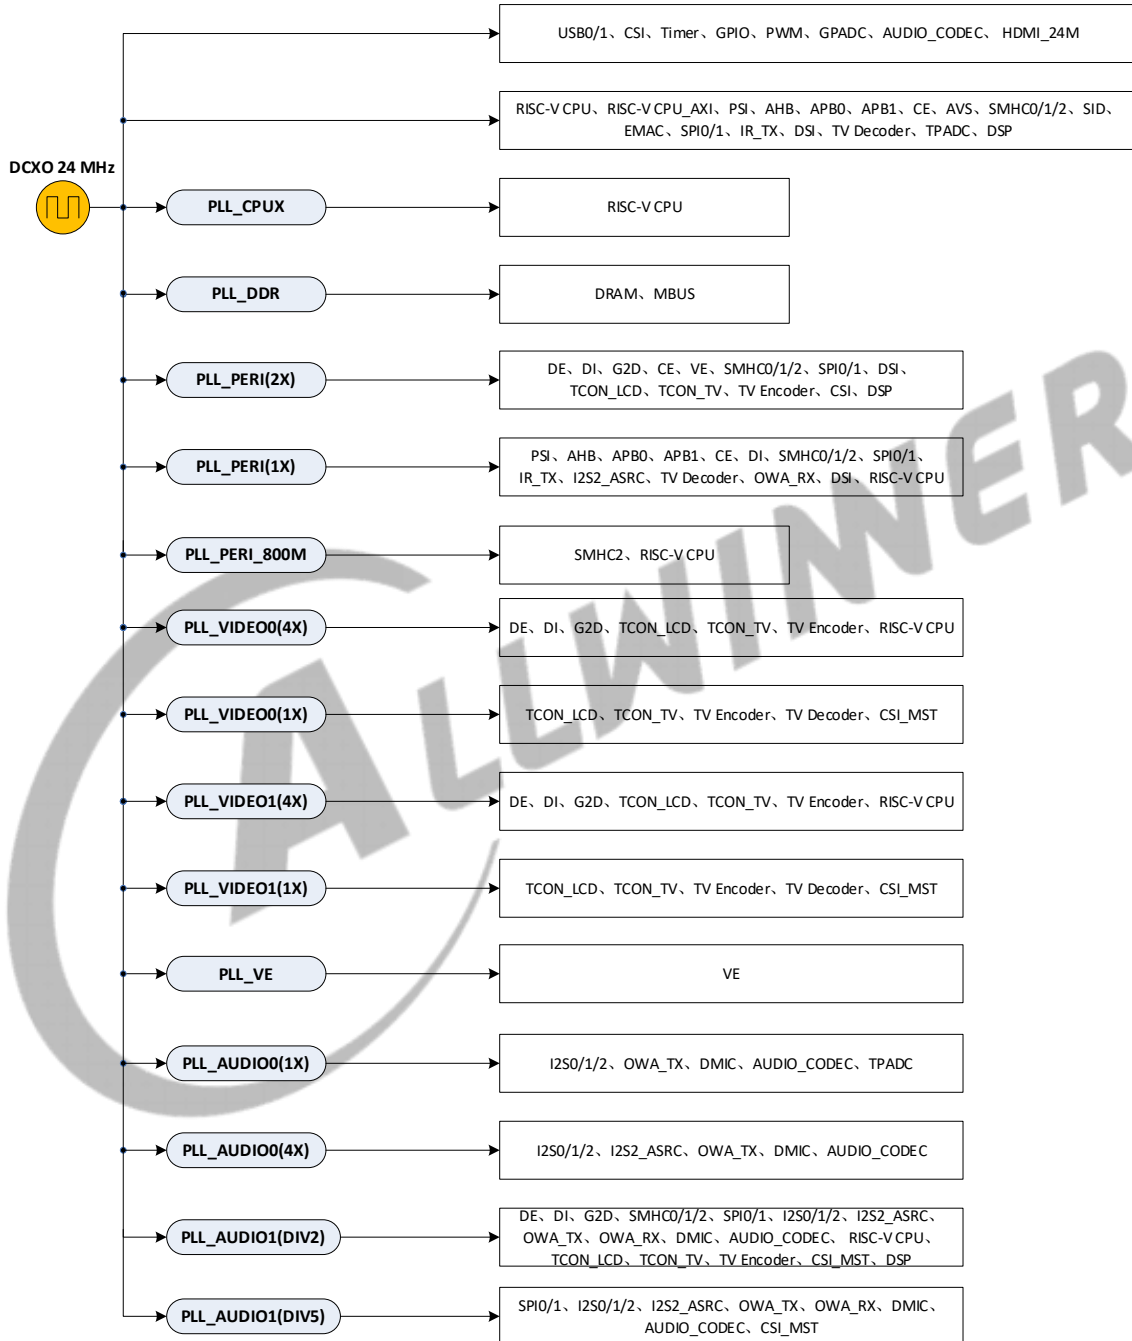 USB0/1、CSI、Timer、GPIO、PWM、GPADC、AUDIO_CODEC、 HDMI_24M
RISC-V CPU、RISC-V CPU_AXI、PSI、AHB、APB0、APB1、CE、AVS、SMHC0/1/2、SID、
EMAC、SPI0/1、IR_TX、DSI、TV Decoder、TPADC、DSP
DCXO 24 MHz
PLL_CPUX
RISC-V CPU
PLL_DDR
DRAM、MBUS
PLL_PERI(2X)
DE、DI、G2D、CE、VE、SMHC0/1/2、SPI0/1、DSI、
TCON_LCD、TCON_TV、TV Encoder、CSI、DSP
PLL_PERI(1X)
PSI、AHB、APB0、APB1、CE、DI、SMHC0/1/2、SPI0/1、
IR_TX、I2S2_ASRC、TV Decoder、OWA_RX、DSI、RISC-V CPU
PLL_PERI_800M
SMHC2、RISC-V CPU
PLL_VIDEO0(4X)
DE、DI、G2D、TCON_LCD、TCON_TV、TV Encoder、RISC-V CPU
PLL_VIDEO0(1X)
TCON_LCD、TCON_TV、TV Encoder、TV Decoder、CSI_MST
PLL_VIDEO1(4X)
DE、DI、G2D、TCON_LCD、TCON_TV、TV Encoder、RISC-V CPU
PLL_VIDEO1(1X)
TCON_LCD、TCON_TV、TV Encoder、TV Decoder、CSI_MST
PLL_VE
VE
PLL_AUDIO0(1X)
I2S0/1/2、OWA_TX、DMIC、AUDIO_CODEC、TPADC
PLL_AUDIO0(4X)
I2S0/1/2、I2S2_ASRC、OWA_TX、DMIC、AUDIO_CODEC
PLL_AUDIO1(DIV2)
DE、DI、G2D、SMHC0/1/2、SPI0/1、I2S0/1/2、I2S2_ASRC、
OWA_TX、OWA_RX、DMIC、AUDIO_CODEC、 RISC-V CPU、
TCON_LCD、TCON_TV、TV Encoder、CSI_MST、DSP
PLL_AUDIO1(DIV5)
SPI0/1、I2S0/1/2、I2S2_ASRC、OWA_TX、OWA_RX、DMIC、
AUDIO_CODEC、CSI_MST
ALLWINNER